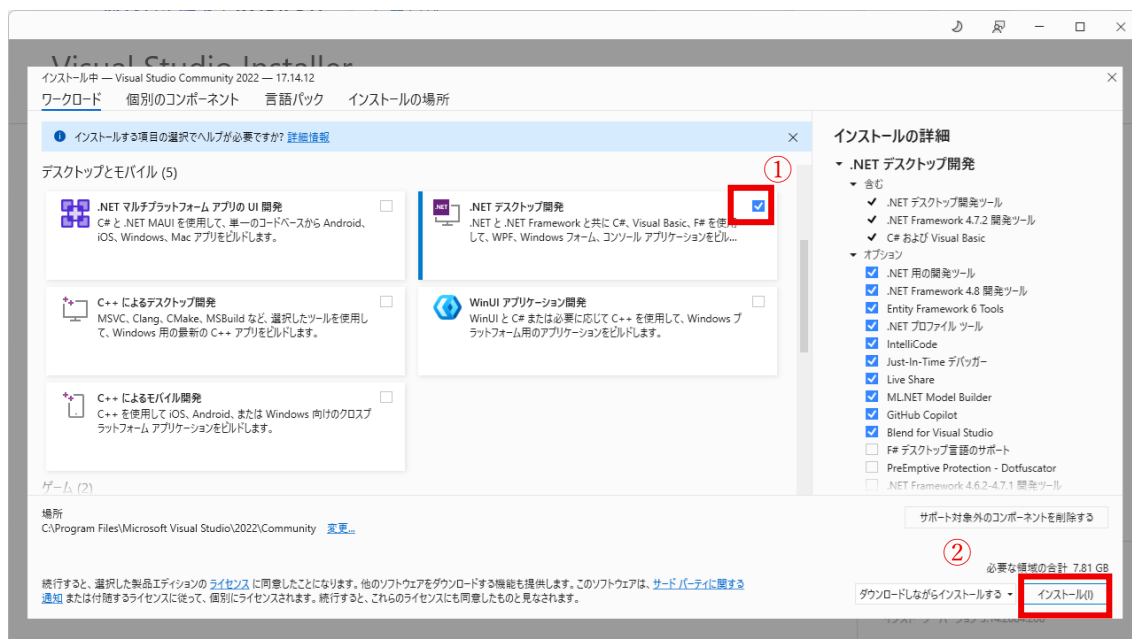 Visual Studio Installer
インストール中 — Visual Studio Community 2022 — 17.14.12
ワークロード 個別のコンポーネント 言語パック インストールの場所
インストールする項目の選択でヘルプが必要ですか? 詳細情報
デスクトップとモバイル (5)
①
.NET マルチプラットフォーム アプリの UI 開発
C# と .NET MAUI を使用して、単一のコードベースから Android、
iOS、Windows、Mac アプリをビルドします。
.NET
.NET デスクトップ開発
.NET と .NET Framework と共に C#、Visual Basic、F# を使用
して、WPF、Windows フォーム、コンソール アプリケーションをビル...
C++ によるデスクトップ開発
MSVC、Clang、CMake、MSBuild など、選択したツールを使用し
て、Windows 用の最新の C++ アプリをビルドします。
WinUI アプリケーション開発
WinUI と C# または必要に応じて C++ を使用して、Windows プ
ラットフォーム用のアプリケーションをビルドします。
C++ によるモバイル開発
C++ を使用して iOS、Android、または Windows 向けのクロスプ
ラットフォーム アプリケーションをビルドします。
ゲーム (2)
インストールの詳細
.NET デスクトップ開発
含む
.NET デスクトップ開発ツール
.NET Framework 4.7.2 開発ツール
C# および Visual Basic
オプション
.NET 用の開発ツール
.NET Framework 4.8 開発ツール
Entity Framework 6 Tools
.NET プロファイル ツール
IntelliCode
Just-In-Time デバッガー
Live Share
ML.NET Model Builder
GitHub Copilot
Blend for Visual Studio
F# デスクトップ言語のサポート
PreEmptive Protection - Dotfuscator
.NET Framework 4.6.2-4.7.1 開発ツール
場所
C:\Program Files\Microsoft Visual Studio\2022\Community 変更...
サポート対象外のコンポーネントを削除する
②
必要な領域の合計 7.81 GB
続行すると、選択した製品エディションの ライセンス に同意したことになります。他のソフトウェアをダウンロードする機能も提供します。このソフトウェアは、サード パーティに関する
通知 または付随するライセンスに従って、個別にライセンスされます。続行すると、これらのライセンスにも同意したものと見なされます。
ダウンロードしながらインストールする インストール(I)